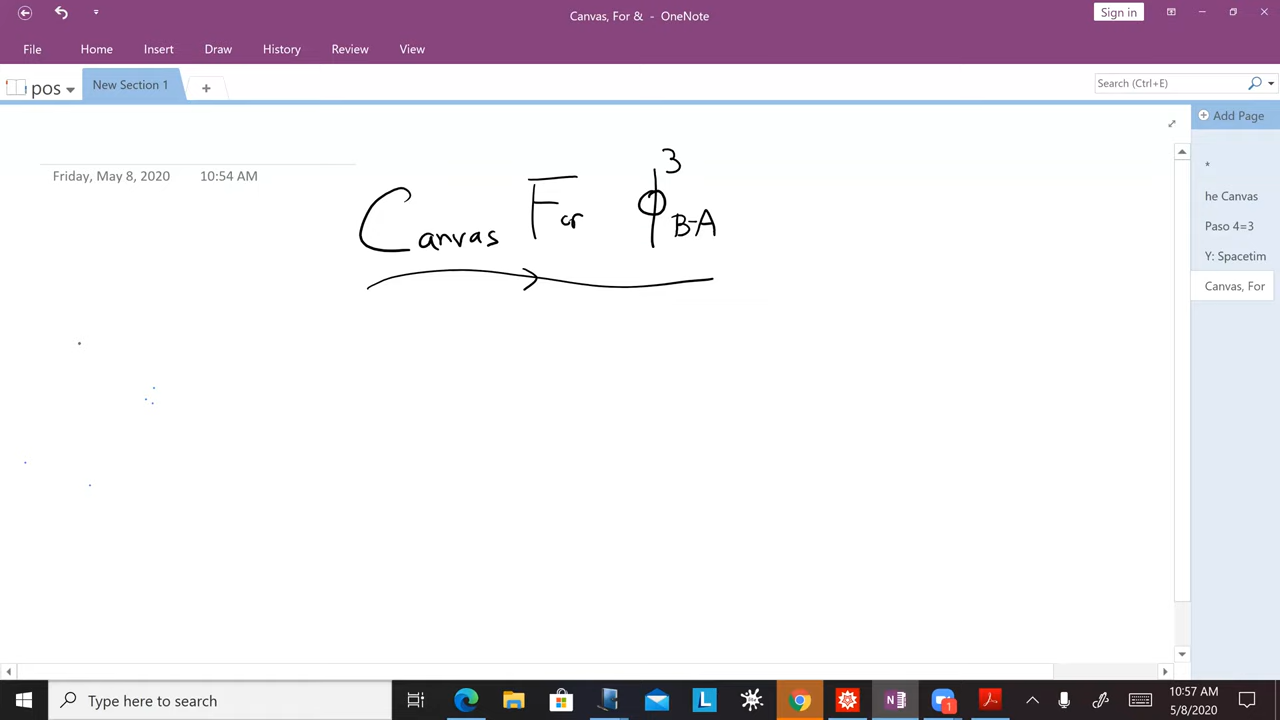 Canvas, For & - OneNote
Sign in
File Home Insert Draw History Review View
pos New Section 1 +
Search (Ctrl+E)
Add Page
Friday, May 8, 2020 10:54 AM
Canvas For ϕ³ B-A
*
he Canvas
Paso 4=3
Y: Spacetim
Canvas, For
Type here to search
L
N
1
10:57 AM
5/8/2020